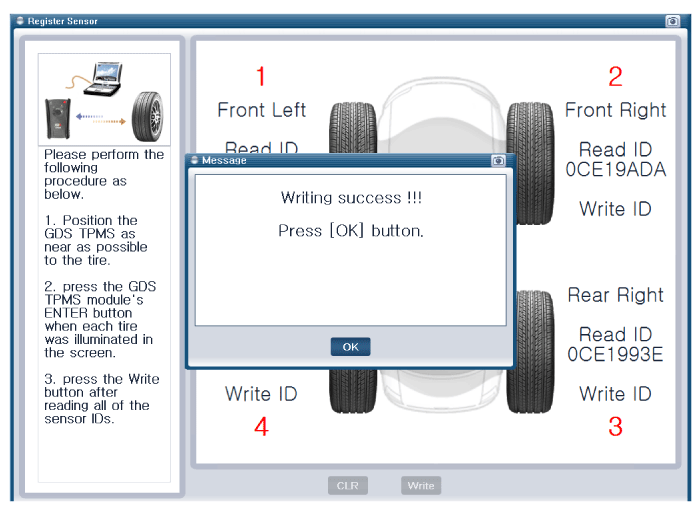 Register Sensor
Please perform the
following
procedure as
below.
1. Position the
GDS TPMS as
near as possible
to the tire.
2. press the GDS
TPMS module's
ENTER button
when each tire
was illuminated in
the screen.
3. press the Write
button after
reading all of the
sensor IDs.
1
Front Left
Read ID
2
Front Right
Read ID
0CE19ADA
Write ID
Message
Writing success !!!
Press [OK] button.
OK
Rear Right
Read ID
0CE1993E
Write ID
3
Write ID
4
CLR
Write